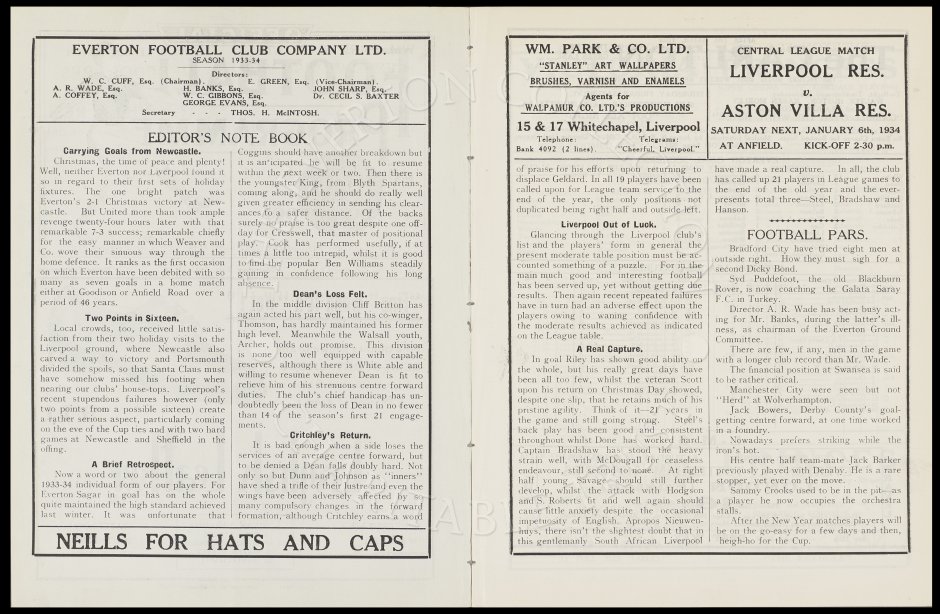 EVERTON FOOTBALL CLUB COMPANY LTD.
SEASON 1933-34
Directors:
W. C. CUFF, Esq. (Chairman). E. GREEN, Esq. (Vice-Chairman).
A. R. WADE, Esq. H. BANKS, Esq. JOHN SHARP, Esq.
A. COFFEY, Esq. W. C. GIBBONS, Esq. Dr. CECIL S. BAXTER
GEORGE EVANS, Esq.
Secretary - - - THOS. H. McINTOSH.
EDITOR'S NOTE BOOK
Carrying Goals from Newcastle.
Christmas, the time of peace and plenty!
Well, neither Everton nor Liverpool found it
so in regard to their first sets of holiday
fixtures. The one bright patch was
Everton's 2-1 Christmas victory at New-
castle. But United more than took ample
revenge twenty-four hours later with that
remarkable 7-3 success; remarkable chiefly
for the easy manner in which Weaver and
Co. wove their sinuous way through the
home defence. It ranks as the first occasion
on which Everton have been debited with so
many as seven goals in a home match
either at Goodison or Anfield Road over a
period of 46 years.
Two Points in Sixteen.
Local crowds, too, received little satis-
faction from their two holiday visits to the
Liverpool ground, where Newcastle also
carved a way to victory and Portsmouth
divided the spoils, so that Santa Claus must
have somehow missed his footing when
nearing our clubs' house-tops. Liverpool's
recent stupendous failures however (only
two points from a possible sixteen) create
a rather serious aspect, particularly coming
on the eve of the Cup ties and with two hard
games at Newcastle and Sheffield in the
offing.
A Brief Retrospect.
Now a word or two about the general
1933-34 individual form of our players. For
Everton Sagar in goal has on the whole
quite maintained the high standard achieved
last winter. It was unfortunate that
Coggins should have another breakdown but
it is anticipated he will be fit to resume
within the next week or two. Then there is
the youngster King, from Blyth Spartans,
coming along, and he should do really well
given greater efficiency in sending his clear-
ances to a safer distance. Of the backs
surely no praise is too great despite one off-
day for Cresswell, that master of positional
play. Cook has performed usefully, if at
times a little too intrepid, whilst it is good
to find the popular Ben Williams steadily
gaining in confidence following his long
absence.
Dean's Loss Felt.
In the middle division Cliff Britton has
again acted his part well, but his co-winger,
Thomson, has hardly maintained his former
high level. Meanwhile the Walsall youth,
Archer, holds out promise. This division
is none too well equipped with capable
reserves, although there is White able and
willing to resume whenever Dean is fit to
relieve him of his strenuous centre forward
duties. The club's chief handicap has un-
doubtedly been the loss of Dean in no fewer
than 14 of the season's first 21 engage-
ments.
Critchley's Return.
It is bad enough when a side loses the
services of an average centre forward, but
to be denied a Dean falls doubly hard. Not
only so but Dunn and Johnson as "inners"
have shed a trifle of their lustre and even the
wings have been adversely affected by so
many compulsory changes in the forward
formation, although Critchley earns a word
NEILLS FOR HATS AND CAPS
WM. PARK & CO. LTD.
"STANLEY" ART WALLPAPERS
BRUSHES, VARNISH AND ENAMELS
Agents for
WALPAMUR CO. LTD.'S PRODUCTIONS
15 & 17 Whitechapel, Liverpool
Telephone: Telegrams:
Bank 4092 (2 lines). "Cheerful, Liverpool."
CENTRAL LEAGUE MATCH
LIVERPOOL RES.
v.
ASTON VILLA RES.
SATURDAY NEXT, JANUARY 6th, 1934
AT ANFIELD. KICK-OFF 2-30 p.m.
of praise for his efforts upon returning to
displace Geldard. In all 19 players have been
called upon for League team service to the
end of the year, the only positions not
duplicated being right half and outside left.
Liverpool Out of Luck.
Glancing through the Liverpool club's
list and the players' form in general the
present moderate table position must be ac-
counted something of a puzzle. For in the
main much good and interesting football
has been served up, yet without getting due
results. Then again recent repeated failures
have in turn had an adverse effect upon the
players owing to waning confidence with
the moderate results achieved as indicated
on the League table.
A Real Capture.
In goal Riley has shown good ability on
the whole, but his really great days have
been all too few, whilst the veteran Scott
upon his return on Christmas Day showed,
despite one slip, that he retains much of his
pristine agility. Think of it—21 years in
the game and still going strong. Steel's
back play has been good and consistent
throughout whilst Done has worked hard.
Captain Bradshaw has stood the heavy
strain well, with McDougall for ceaseless
endeavour, still second to none. At right
half young Savage should still further
develop, whilst the attack with Hodgson
and S. Roberts fit and well again should
cause little anxiety despite the occasional
impetuosity of English. Apropos Nieuwen-
huys, there isn't the slightest doubt that in
this gentlemanly South African Liverpool
have made a real capture. In all, the club
has called up 21 players in League games to
the end of the old year and the ever-
presents total three—Steel, Bradshaw and
Hanson.
FOOTBALL PARS.
Bradford City have tried eight men at
outside right. How they must sigh for a
second Dicky Bond.
Syd Puddefoot, the old Blackburn
Rover, is now coaching the Galata Saray
F.C. in Turkey.
Director A. R. Wade has been busy act-
ing for Mr. Banks, during the latter's ill-
ness, as chairman of the Everton Ground
Committee.
There are few, if any, men in the game
with a longer club record than Mr. Wade.
The financial position at Swansea is said
to be rather critical.
Manchester City were seen but not
"Herd" at Wolverhampton.
Jack Bowers, Derby County's goal-
getting centre forward, at one time worked
in a foundry.
Nowadays prefers striking while the
iron's hot.
His centre half team-mate Jack Barker
previously played with Denaby. He is a rare
stopper, yet ever on the move.
Sammy Crooks used to be in the pit—as
a player he now occupies the orchestra
stalls.
After the New Year matches players will
be on the go-easy for a few days and then,
heigh-ho for the Cup.